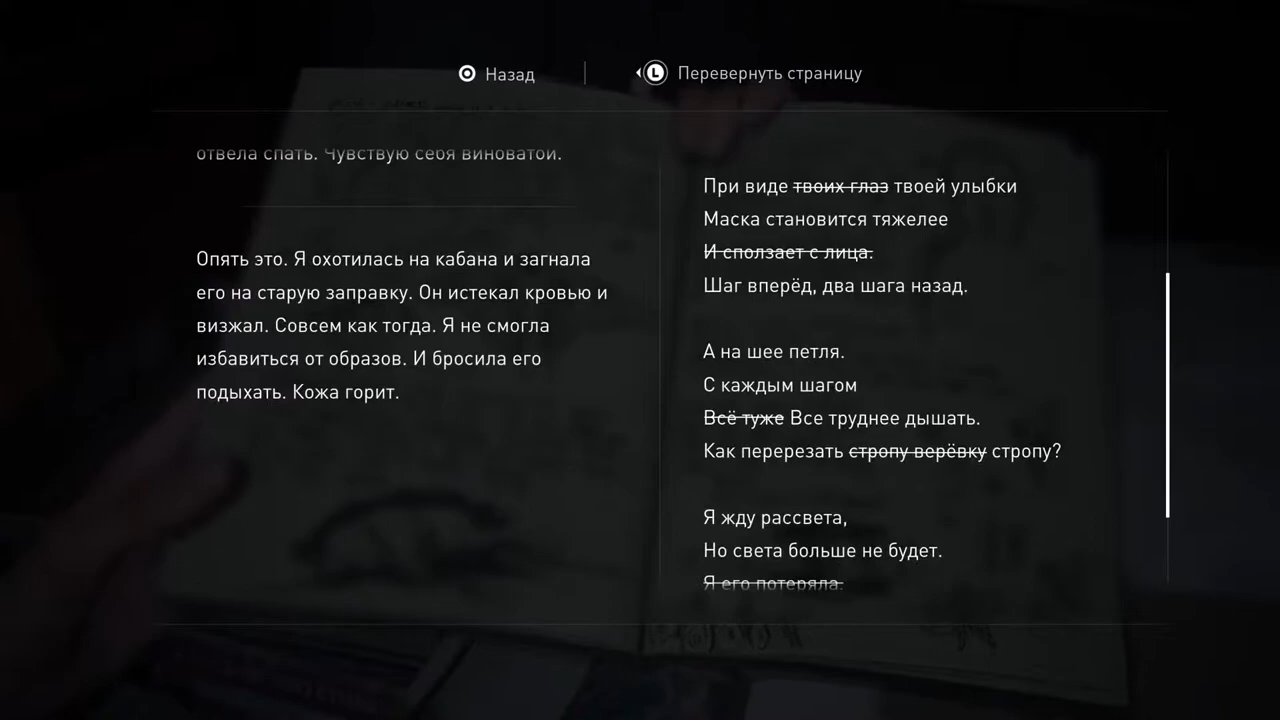 Назад
L Перевернуть страницу
отвела спать. Чувствую себя виноватой.
Опять это. Я охотилась на кабана и загнала
его на старую заправку. Он истекал кровью и
визжал. Совсем как тогда. Я не смогла
избавиться от образов. И бросила его
подыхать. Кожа горит.
При виде твоих глаз твоей улыбки
Маска становится тяжелее
И сползает с лица.
Шаг вперёд, два шага назад.
А на шее петля.
С каждым шагом
Всё туже Все труднее дышать.
Как перерезать стропу верёвку стропу?
Я жду рассвета,
Но света больше не будет.
Я его потеряла.